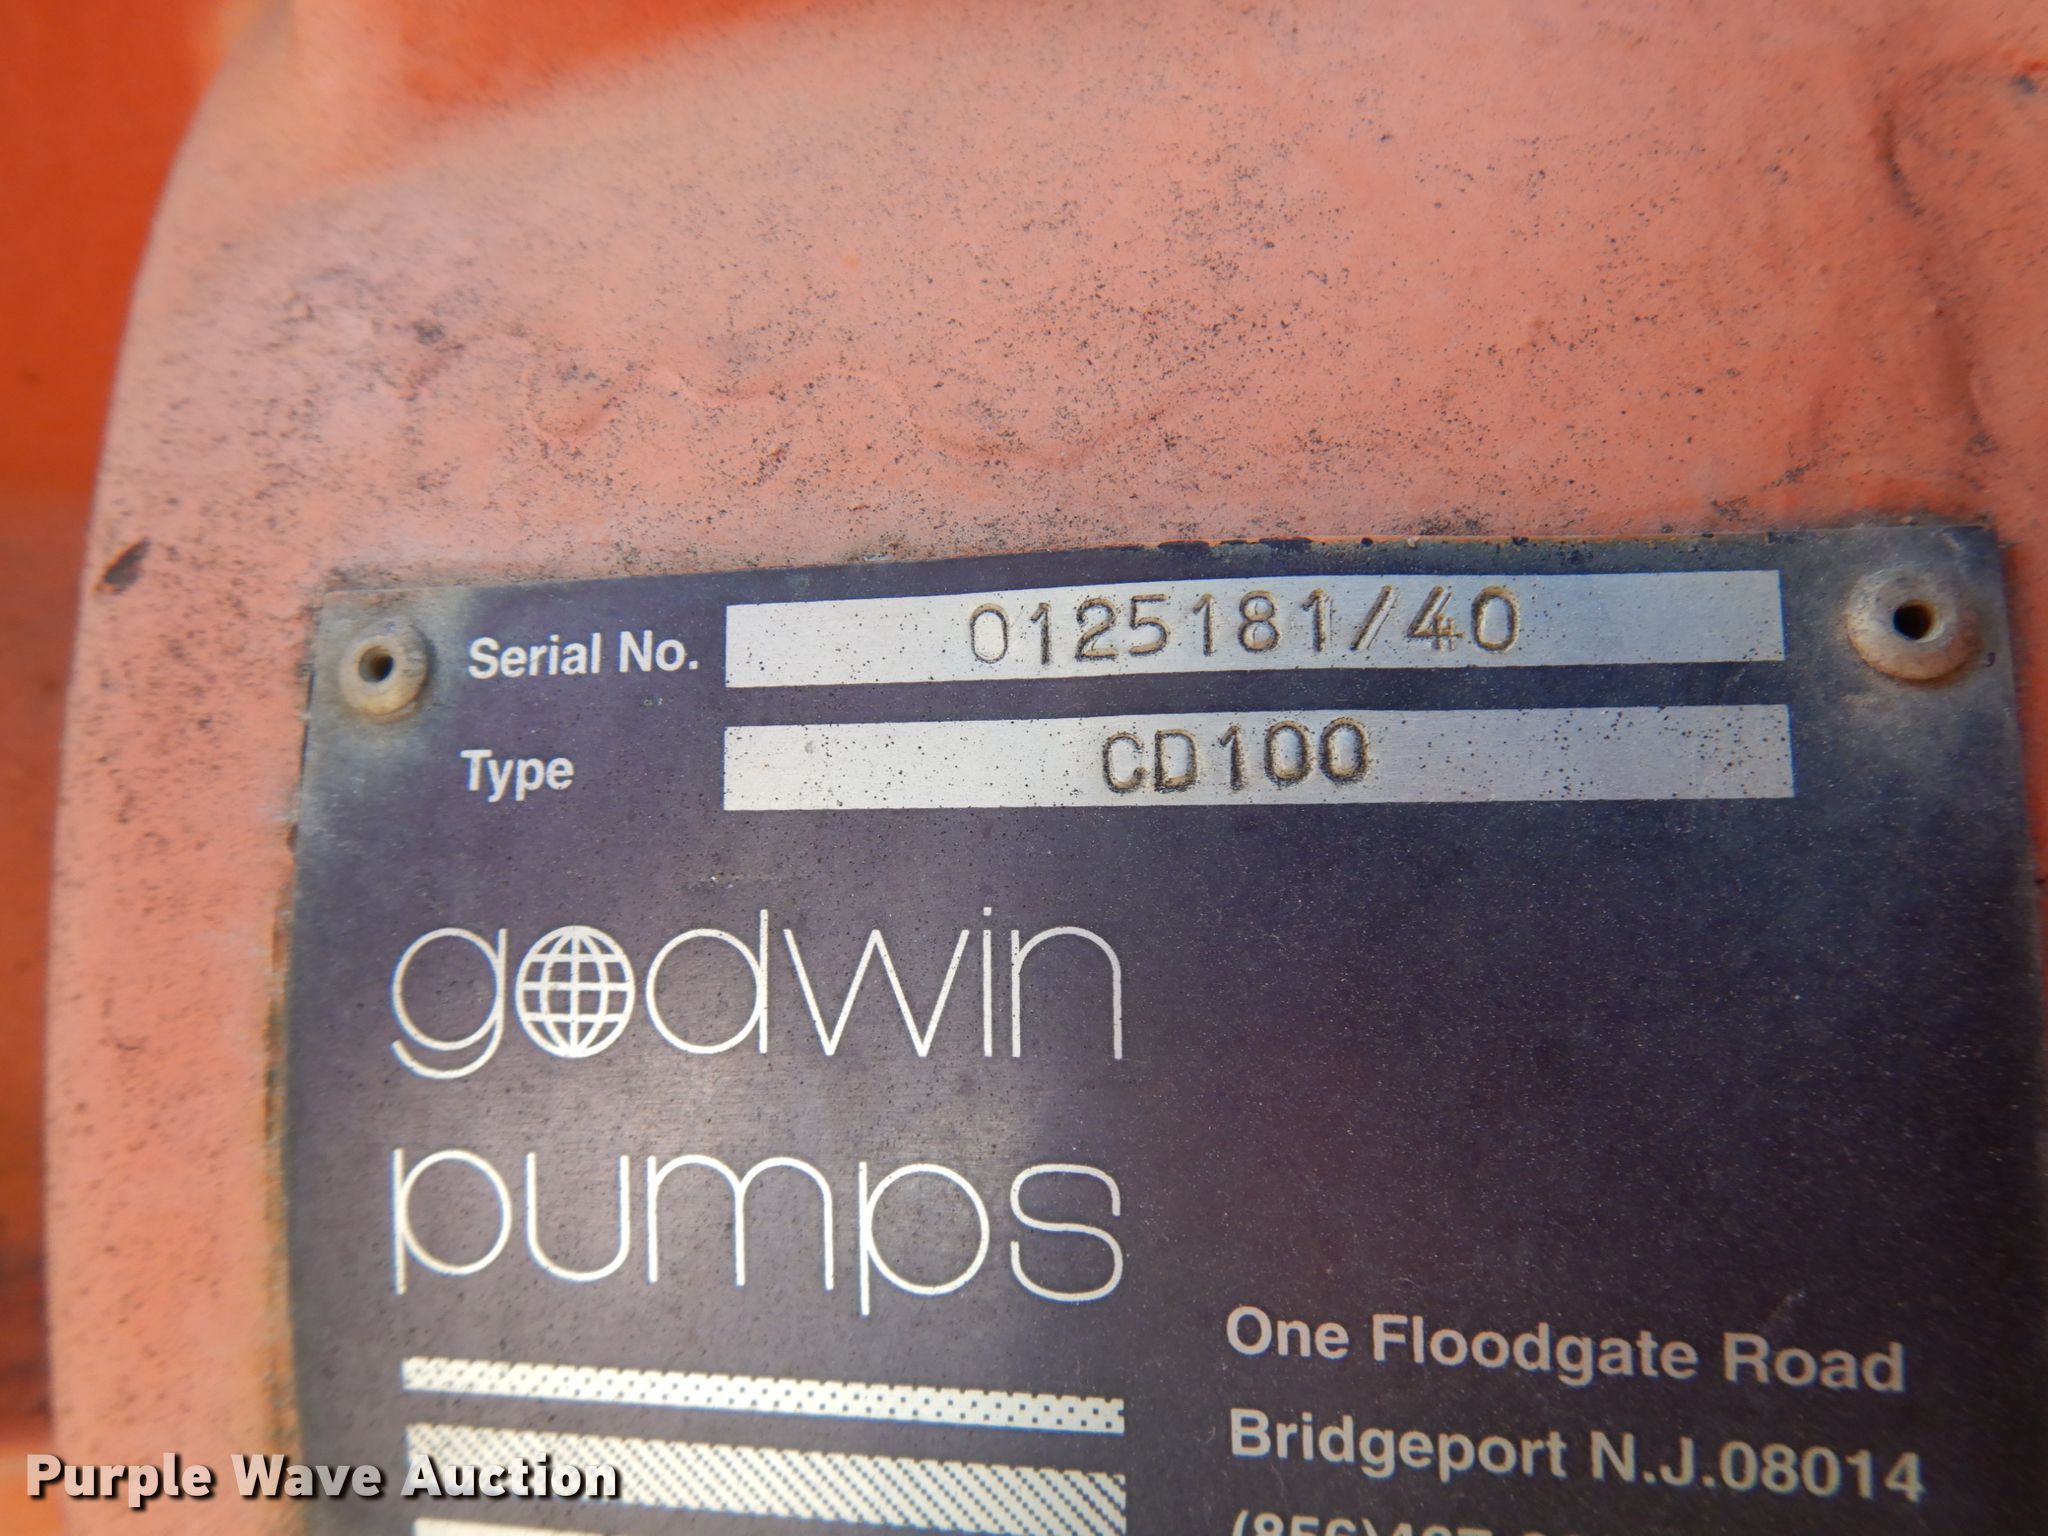 Serial No. 0125181/40
Type CD100
godwin
pumps
One Floodgate Road
Bridgeport N.J.08014
Purple Wave Auction